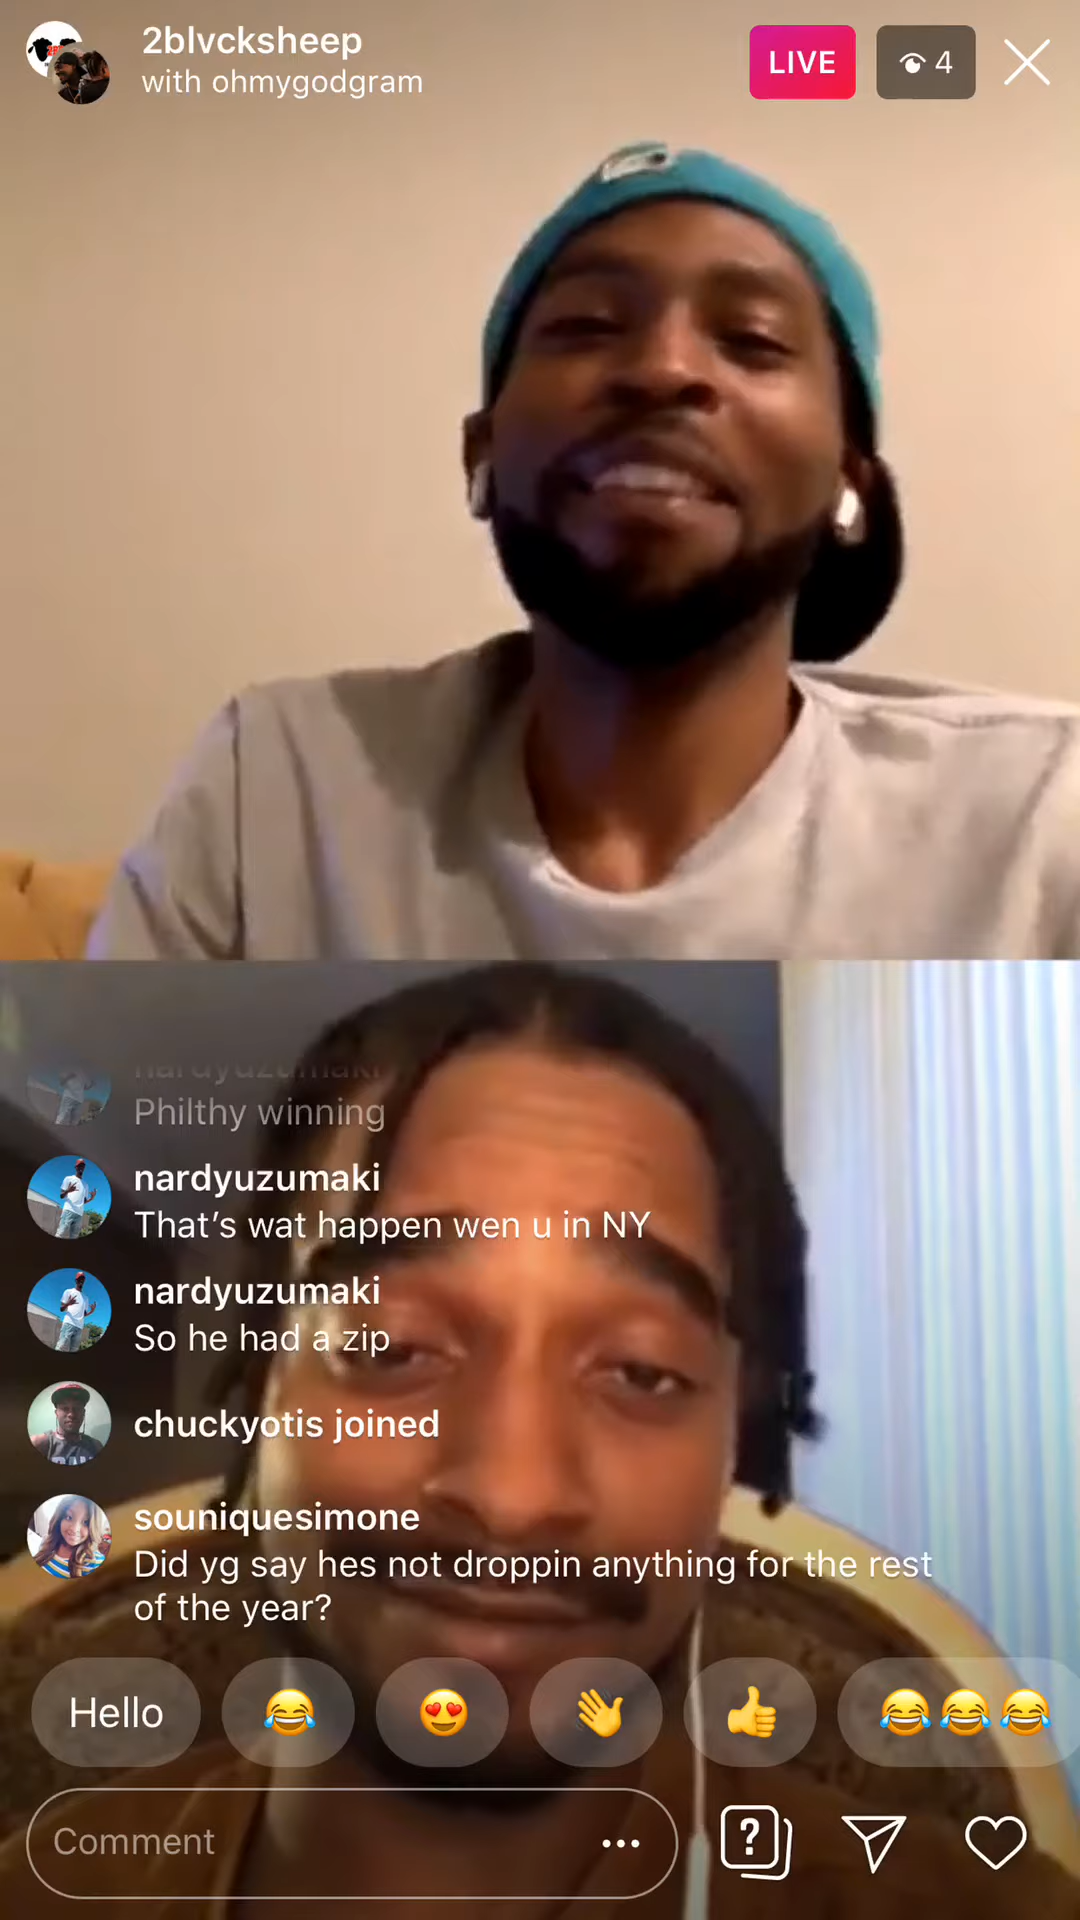 2blvcksheep
with ohmygodgram
LIVE
4
nardyuzumaki
Philthy winning
nardyuzumaki
That’s wat happen wen u in NY
nardyuzumaki
So he had a zip
chuckyotis joined
souniquesimone
Did yg say hes not droppin anything for the rest
of the year?
Hello 😂 😍 👋 👍 😂😂😂
Comment
?